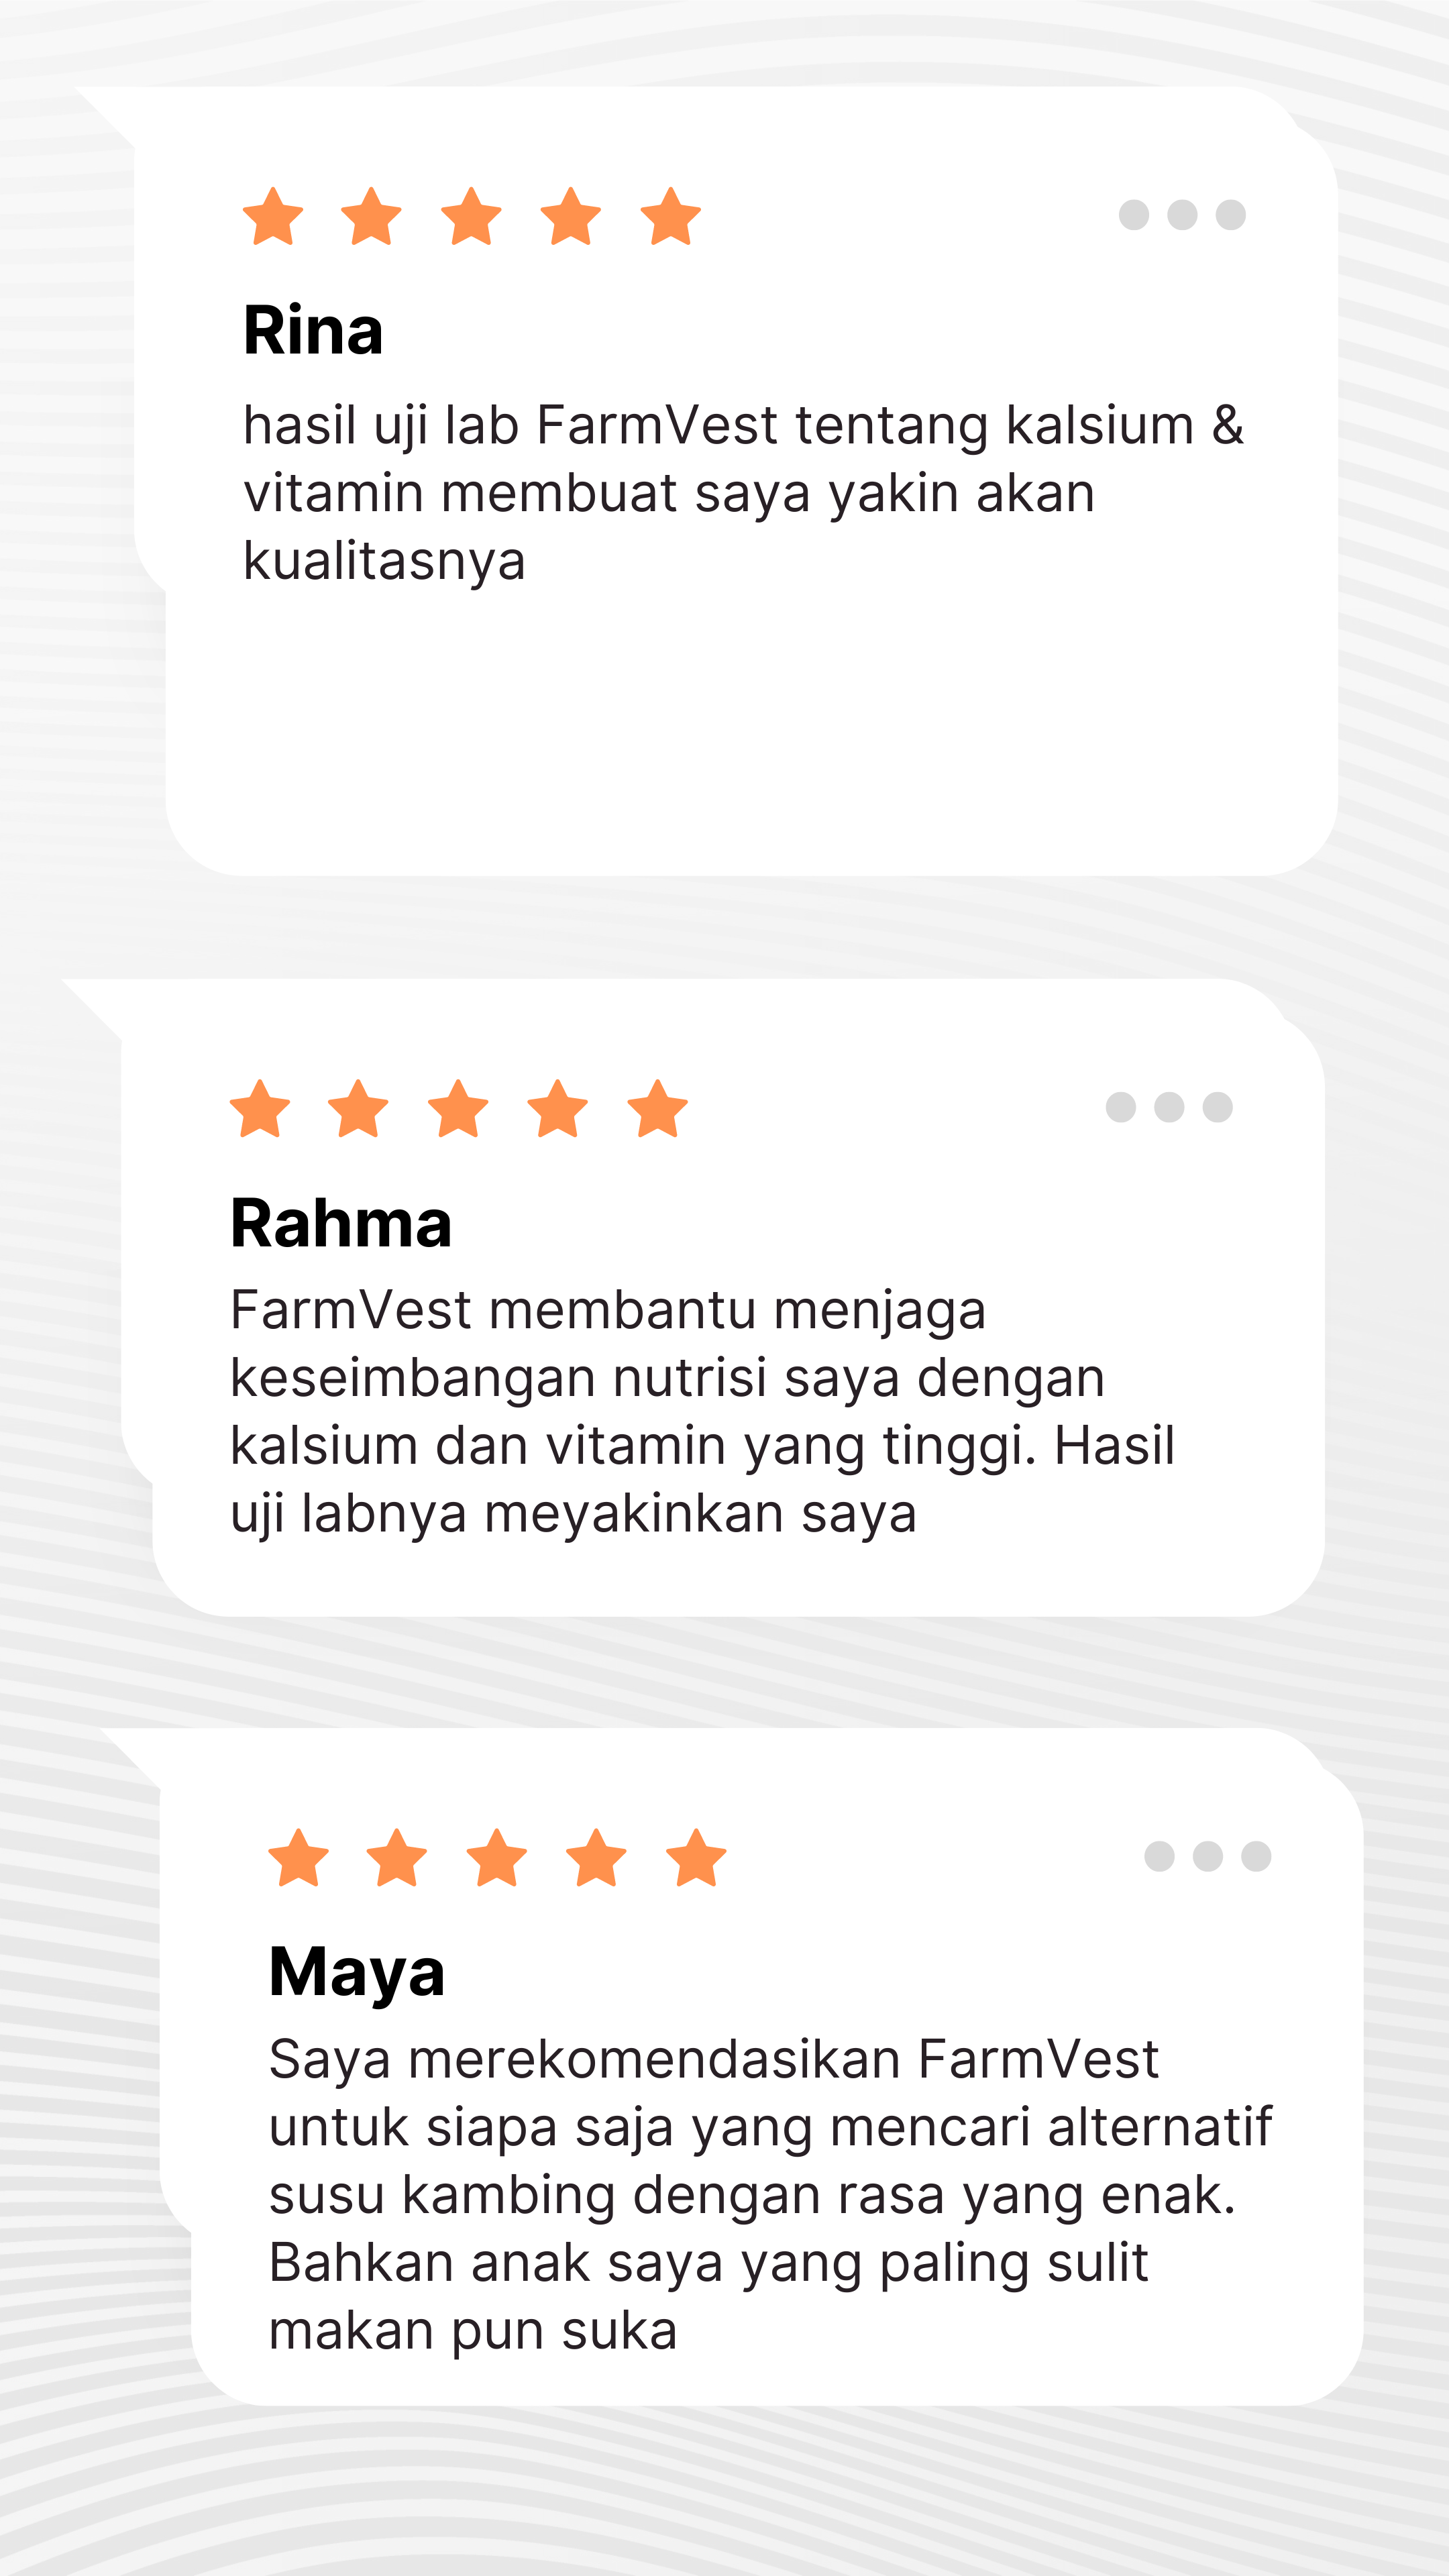 Rina
hasil uji lab FarmVest tentang kalsium &
vitamin membuat saya yakin akan
kualitasnya
Rahma
FarmVest membantu menjaga
keseimbangan nutrisi saya dengan
kalsium dan vitamin yang tinggi. Hasil
uji labnya meyakinkan saya
Maya
Saya merekomendasikan FarmVest
untuk siapa saja yang mencari alternatif
susu kambing dengan rasa yang enak.
Bahkan anak saya yang paling sulit
makan pun suka